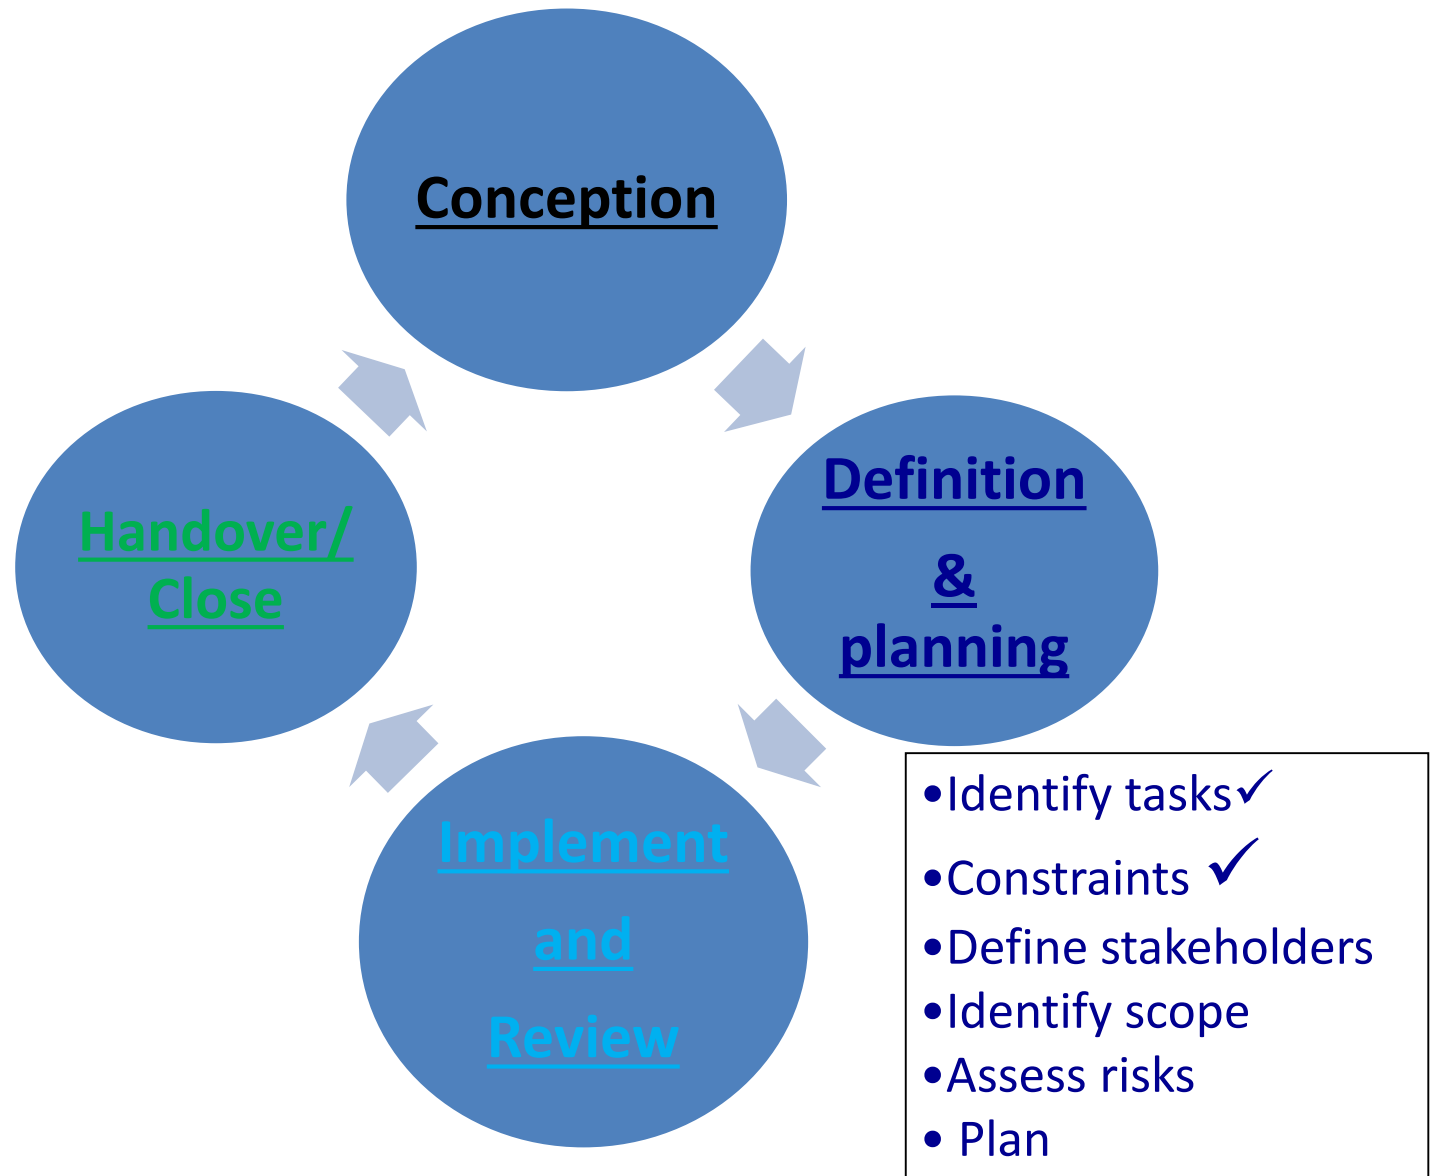 Conception
Definition
&
planning
Handover/
Close
Implement
and
Review
•Identify tasks✓
•Constraints ✓
•Define stakeholders
•Identify scope
•Assess risks
• Plan